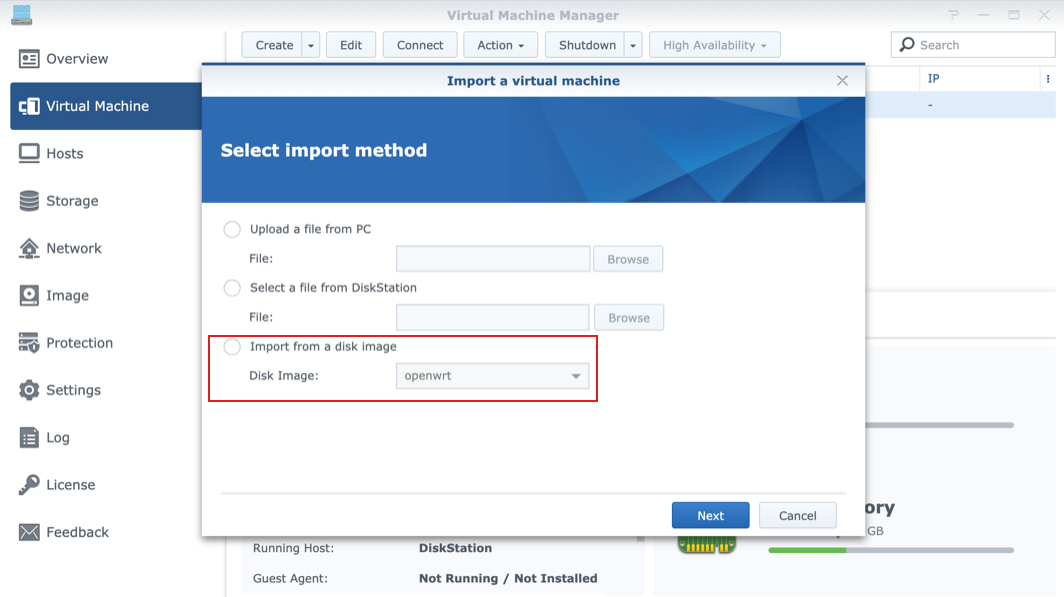 Virtual Machine Manager
Overview
Virtual Machine
Hosts
Storage
Network
Image
Protection
Settings
Log
License
Feedback
Create
Edit
Connect
Action
Shutdown
High Availability
Search
IP
-
Import a virtual machine
Select import method
Upload a file from PC
File:
Browse
Select a file from DiskStation
File:
Browse
Import from a disk image
Disk Image:
openwrt
Next
Cancel
ory
GB
Running Host:
DiskStation
Guest Agent:
Not Running / Not Installed